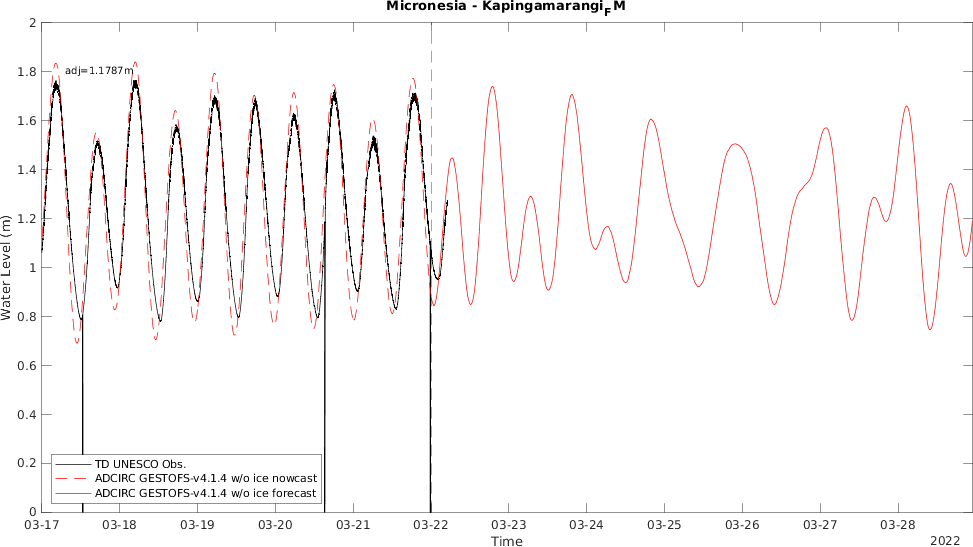 Micronesia - KapingamarangiFM
2
1.8
adj=1.1787m
1.6
1.4
1.2
1
0.8
0.6
0.4
0.2
0
Water Level (m)
TD UNESCO Obs.
ADCIRC GESTOFS-v4.1.4 w/o ice nowcast
ADCIRC GESTOFS-v4.1.4 w/o ice forecast
03-17 03-18 03-19 03-20 03-21 03-22 03-23 03-24 03-25 03-26 03-27 03-28
Time
2022